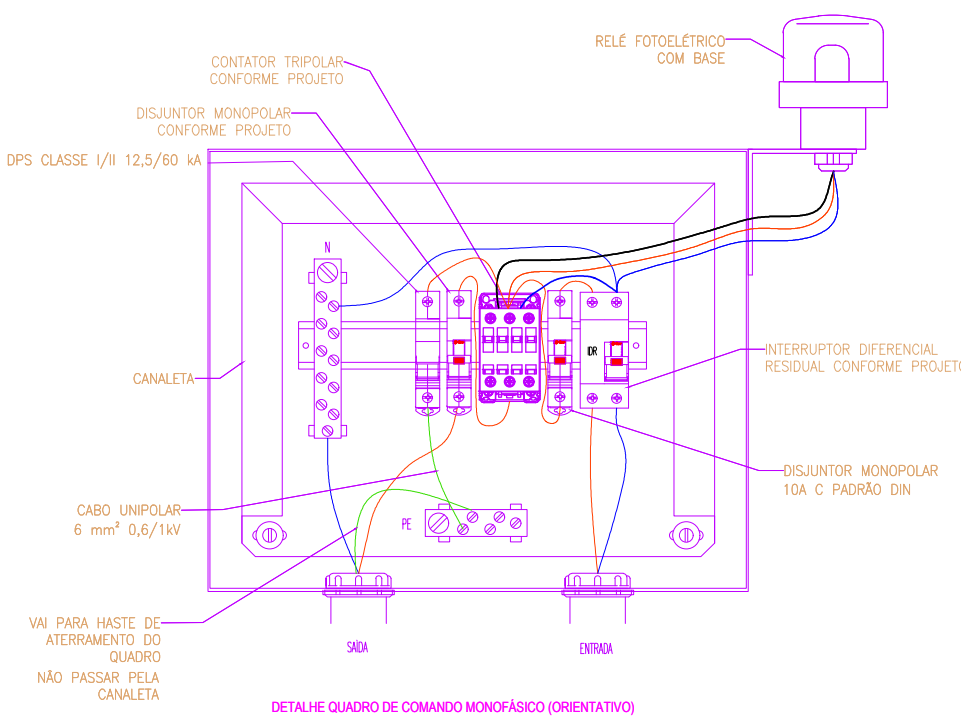 RELÉ FOTOELÉTRICO
COM BASE
CONTATOR TRIPOLAR
CONFORME PROJETO
DISJUNTOR MONOPOLAR
CONFORME PROJETO
DPS CLASSE I/II 12,5/60 kA
N
IDR
INTERRUPTOR DIFERENCIAL
RESIDUAL CONFORME PROJETO
CANALETA
DISJUNTOR MONOPOLAR
10A C PADRÃO DIN
CABO UNIPOLAR
6 mm² 0,6/1kV
PE
VAI PARA HASTE DE
ATERRAMENTO DO
QUADRO
NÃO PASSAR PELA
CANALETA
SAÍDA
ENTRADA
DETALHE QUADRO DE COMANDO MONOFÁSICO (ORIENTATIVO)